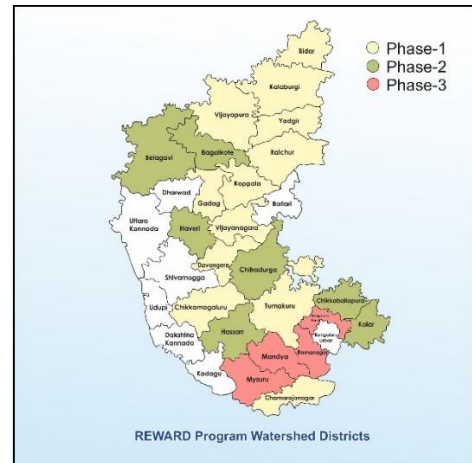 Bidar
Phase-1
Phase-2
Phase-3
Kalaburgi
Vijayapura
Yadgir
Belagavi
Bagalkote
Raichur
Koppala
Dharwad
Gadag
Ballari
Uttara
Kannada
Haveri
Vijayanagara
Davangere
Chitradurga
Shivamogga
Chikkaballapura
Udupi
Chikkamagaluru
Tumakuru
Kolar
Hassan
Urban
Dakshina
Kannada
Mandya
Ramanagar
Kodagu
Mysuru
Chamarajanagar
REWARD Program Watershed Districts